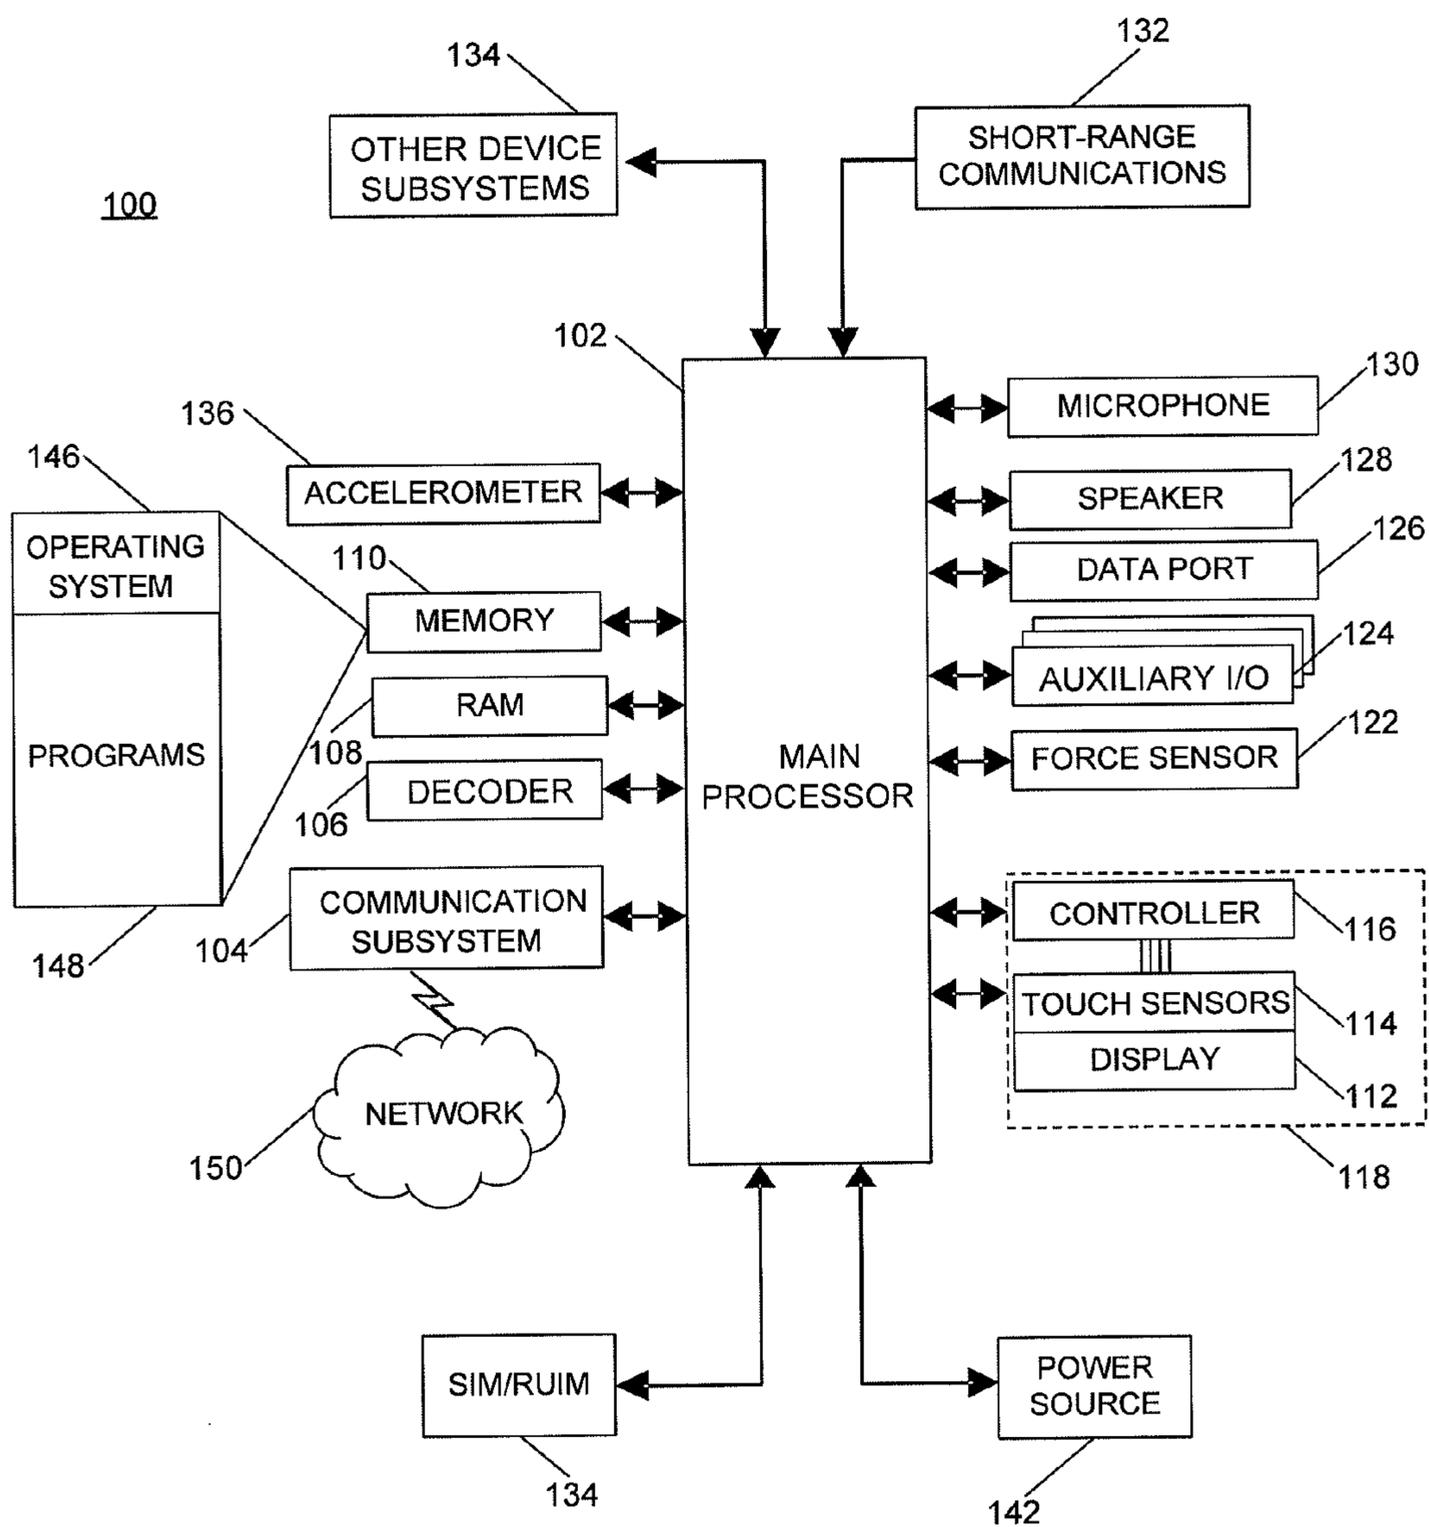 134
132
OTHER DEVICE
SUBSYSTEMS
SHORT-RANGE
COMMUNICATIONS
100
102
130
MICROPHONE
136
ACCELEROMETER
146
128
SPEAKER
OPERATING
SYSTEM
110
MEMORY
126
DATA PORT
124
AUXILIARY I/O
RAM
108
122
FORCE SENSOR
PROGRAMS
MAIN
PROCESSOR
DECODER
106
COMMUNICATION
SUBSYSTEM
104
148
CONTROLLER
116
TOUCH SENSORS
114
DISPLAY
112
NETWORK
150
118
SIM/RUIM
134
POWER
SOURCE
142